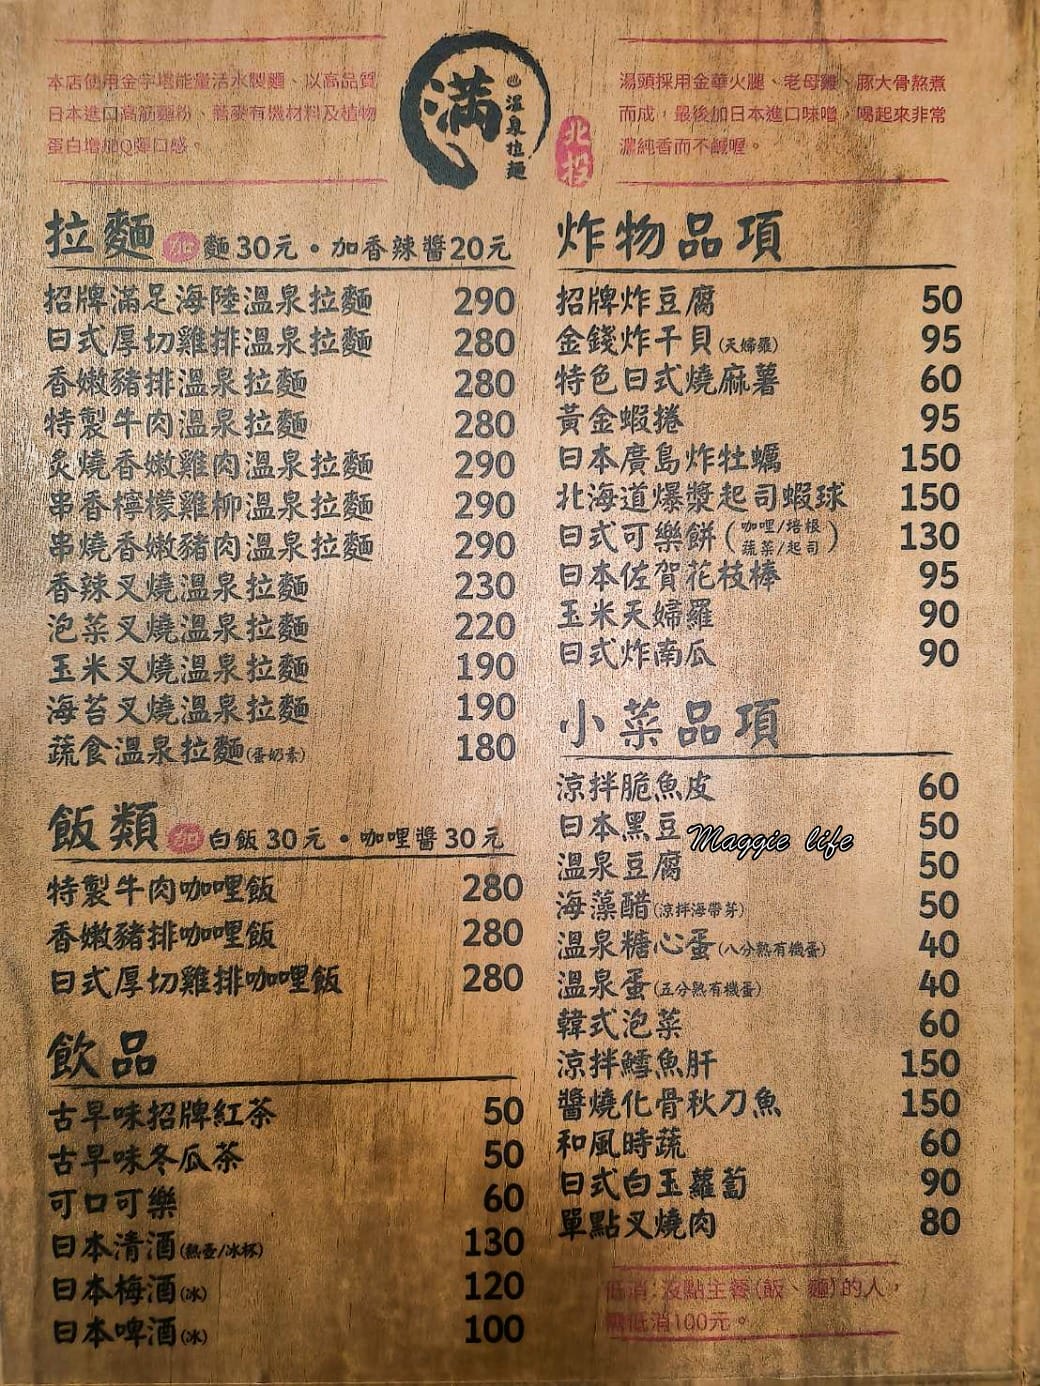 本店使用金字塔能量活水製麵、以高品質
日本進口高筋麵粉、蕎麥有機材料及植物
蛋白增加Q彈口感。
滿
溫泉拉麵
北投
湯頭採用金華火腿、老母雞、豚大骨熬煮
而成，最後加日本進口味噌，喝起來非常
濃純香而不鹹喔。
拉麵 加 麵30元・加香辣醬20元
招牌滿足海陸溫泉拉麵 290
日式厚切雞排溫泉拉麵 280
香嫩豬排溫泉拉麵 280
特製牛肉溫泉拉麵 280
炙燒香嫩雞肉溫泉拉麵 290
串香檸檬雞柳溫泉拉麵 290
串燒香嫩豬肉溫泉拉麵 290
香辣叉燒溫泉拉麵 230
泡菜叉燒溫泉拉麵 220
玉米叉燒溫泉拉麵 190
海苔叉燒溫泉拉麵 190
蔬食溫泉拉麵(蛋奶素) 180
飯類 加 白飯30元・咖哩醬30元
特製牛肉咖哩飯 280
香嫩豬排咖哩飯 280
日式厚切雞排咖哩飯 280
飲品
古早味招牌紅茶 50
古早味冬瓜茶 50
可口可樂 60
日本清酒(熱壺/冰杯) 130
日本梅酒(冰) 120
日本啤酒(冰) 100
炸物品項
招牌炸豆腐 50
金錢炸干貝(天婦羅) 95
特色日式燒麻薯 60
黃金蝦捲 95
日本廣島炸牡蠣 150
北海道爆漿起司蝦球 150
日式可樂餅(咖哩/培根 蔬菜/起司) 130
日本佐賀花枝棒 95
玉米天婦羅 90
日式炸南瓜 90
小菜品項
涼拌脆魚皮 60
日本黑豆 50
Maggie life
溫泉豆腐 50
海藻醋(涼拌海帶芽) 50
溫泉糖心蛋(八分熟有機蛋) 40
溫泉蛋(五分熟有機蛋) 40
韓式泡菜 60
涼拌鱈魚肝 150
醬燒化骨秋刀魚 150
和風時蔬 60
日式白玉蘿蔔 90
單點叉燒肉 80
低消：沒點主餐(飯、麵)的人，
需低消100元。